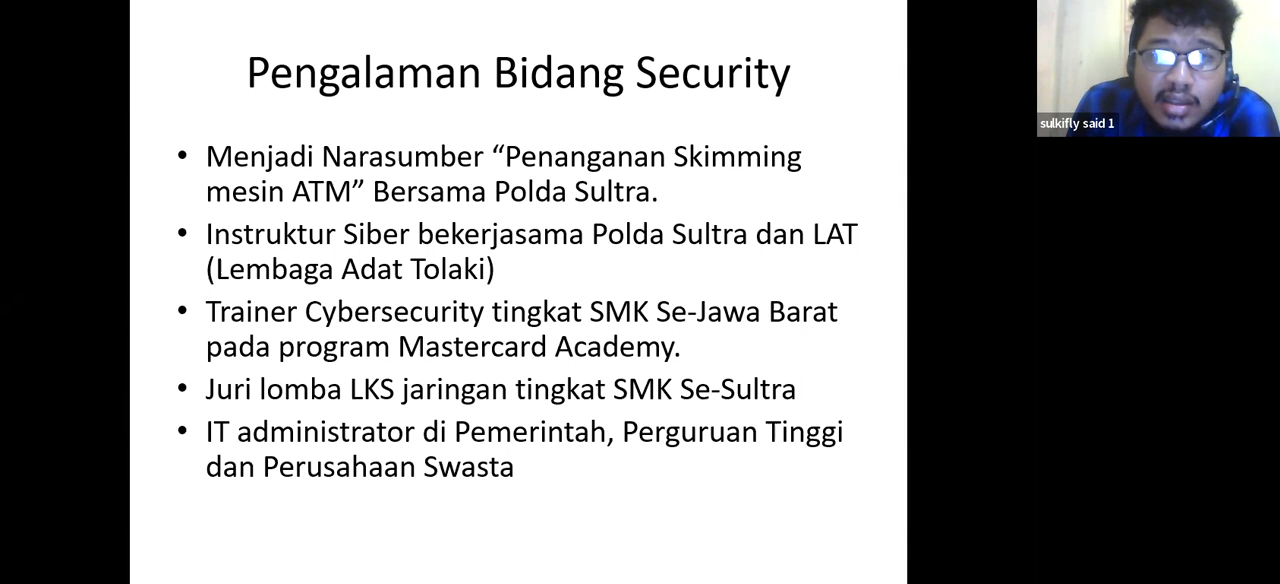 Pengalaman Bidang Security
• Menjadi Narasumber “Penanganan Skimming
mesin ATM” Bersama Polda Sultra.
• Instruktur Siber bekerjasama Polda Sultra dan LAT
(Lembaga Adat Tolaki)
• Trainer Cybersecurity tingkat SMK Se-Jawa Barat
pada program Mastercard Academy.
• Juri lomba LKS jaringan tingkat SMK Se-Sultra
• IT administrator di Pemerintah, Perguruan Tinggi
dan Perusahaan Swasta
sulkifly said 1